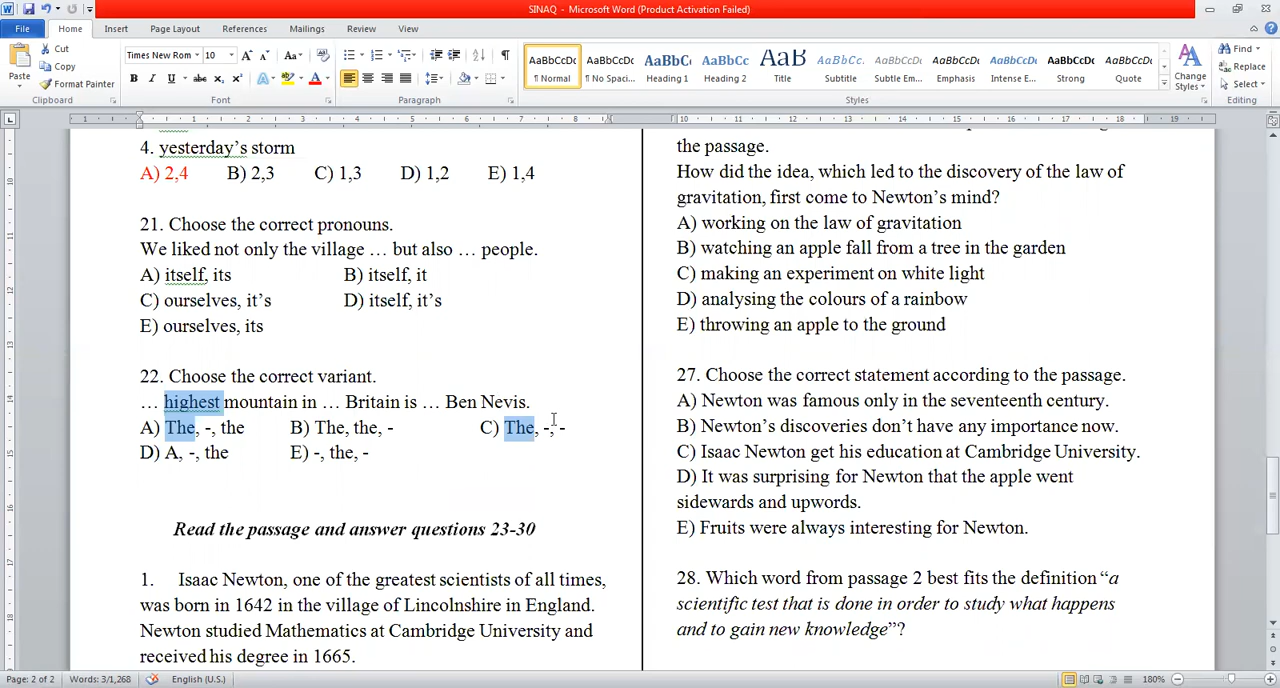 SINAQ - Microsoft Word (Product Activation Failed)
File Home Insert Page Layout References Mailings Review View
Paste
Cut
Copy
Format Painter
Clipboard
Times New Rom 10
Font
Paragraph
AaBbCcDc AaBbCcDc AaBbC AaBbCc AaB AaBbCc. AaBbCcDc AaBbCcDc AaBbCcDc AaBbCcDc AaBbCcDc
¶ Normal ¶ No Spaci... Heading 1 Heading 2 Title Subtitle Subtle Em... Emphasis Intense E... Strong Quote
Styles
Change Styles
Find
Replace
Select
Editing
4. yesterday’s storm
A) 2,4 B) 2,3 C) 1,3 D) 1,2 E) 1,4
21. Choose the correct pronouns.
We liked not only the village … but also … people.
A) itself, its B) itself, it
C) ourselves, it’s D) itself, it’s
E) ourselves, its
22. Choose the correct variant.
… highest mountain in … Britain is … Ben Nevis.
A) The, -, the B) The, the, - C) The, -, -
D) A, -, the E) -, the, -
Read the passage and answer questions 23-30
1. Isaac Newton, one of the greatest scientists of all times,
was born in 1642 in the village of Lincolnshire in England.
Newton studied Mathematics at Cambridge University and
received his degree in 1665.
the passage.
How did the idea, which led to the discovery of the law of
gravitation, first come to Newton’s mind?
A) working on the law of gravitation
B) watching an apple fall from a tree in the garden
C) making an experiment on white light
D) analysing the colours of a rainbow
E) throwing an apple to the ground
27. Choose the correct statement according to the passage.
A) Newton was famous only in the seventeenth century.
B) Newton’s discoveries don’t have any importance now.
C) Isaac Newton get his education at Cambridge University.
D) It was surprising for Newton that the apple went
sidewards and upwords.
E) Fruits were always interesting for Newton.
28. Which word from passage 2 best fits the definition “a
scientific test that is done in order to study what happens
and to gain new knowledge”?
Page: 2 of 2 Words: 3/1,268 English (U.S.) 180%